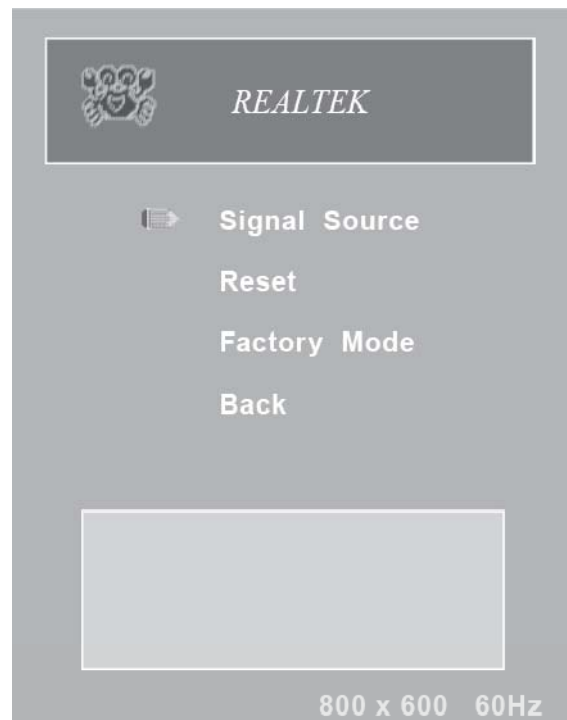 REALTEK
Signal Source
Reset
Factory Mode
Back
800 x 600 60Hz